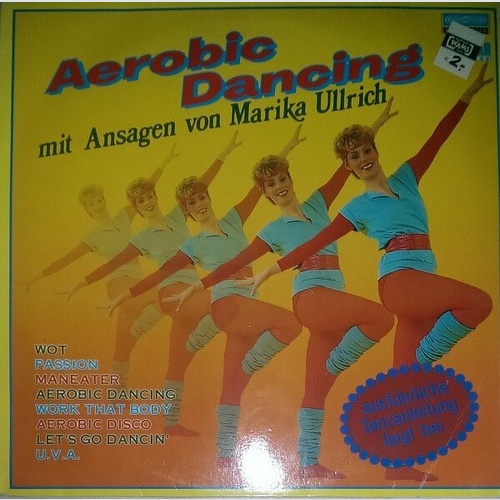 Aerobic
Dancing
mit Ansagen von Marika Ullrich
WOT
PASSION
MANEATER
AEROBIC DANCING
WORK THAT BODY
AEROBIC DISCO
LET'S GO DANCIN'
U.V.A.
ausführliche
Tanzanleitung
liegt bei
€ 2,-